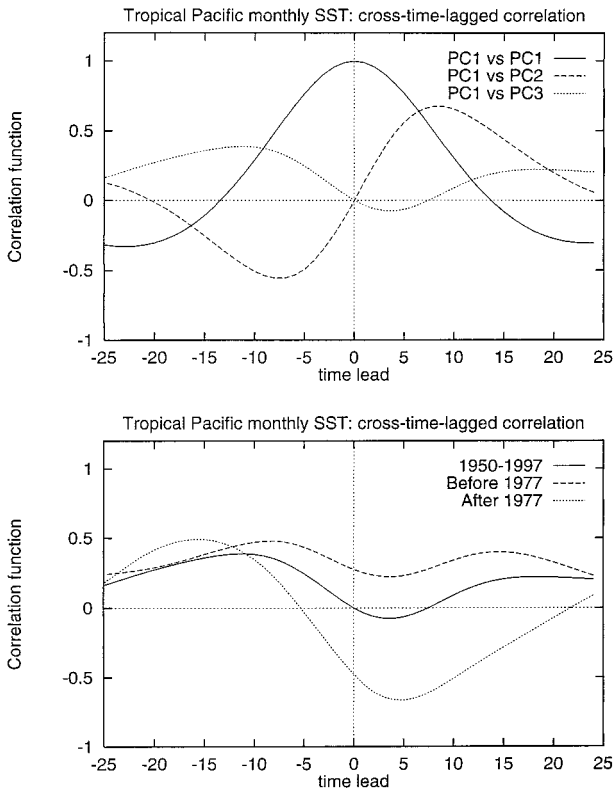 Tropical Pacific monthly SST: cross-time-lagged correlation
PC1 vs PC1
PC1 vs PC2
PC1 vs PC3
Correlation function
1
0.5
0
-0.5
-1
-25 -20 -15 -10 -5 0 5 10 15 20 25
time lead
Tropical Pacific monthly SST: cross-time-lagged correlation
1950-1997
Before 1977
After 1977
Correlation function
1
0.5
0
-0.5
-1
-25 -20 -15 -10 -5 0 5 10 15 20 25
time lead